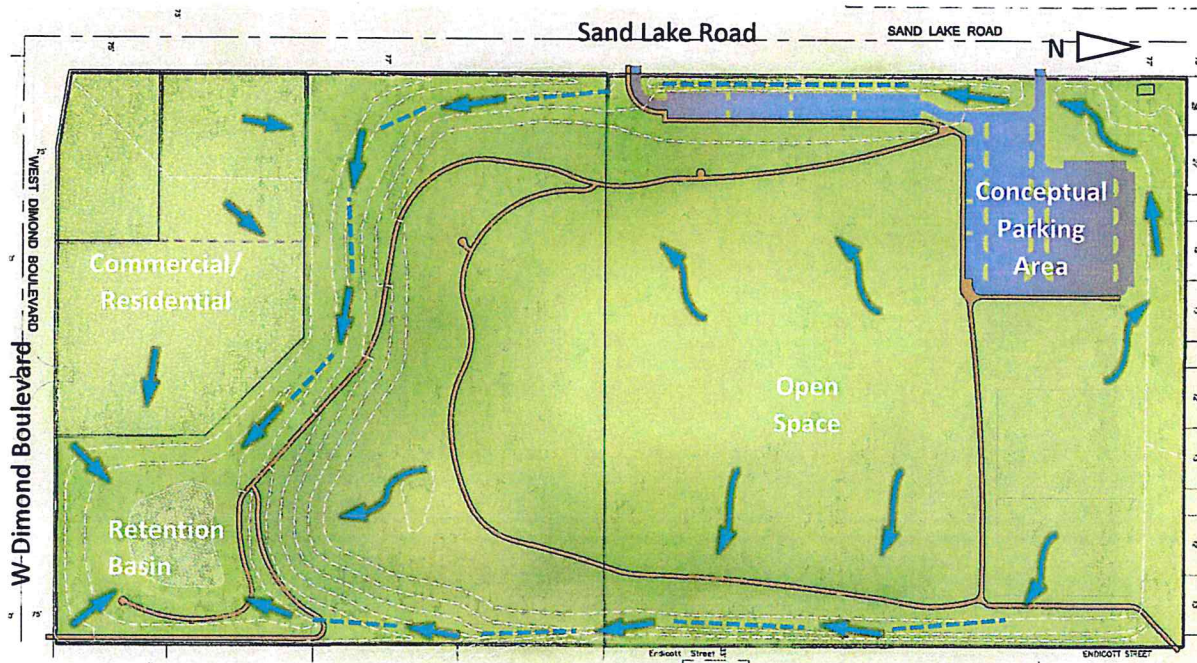 Sand Lake Road
SAND LAKE ROAD
N
WEST DIMOND BOULEVARD
W-Dimond Boulevard
Commercial/
Residential
Conceptual
Parking
Area
Open
Space
Retention
Basin
75'
Endicott Street
ENDICOTT STREET